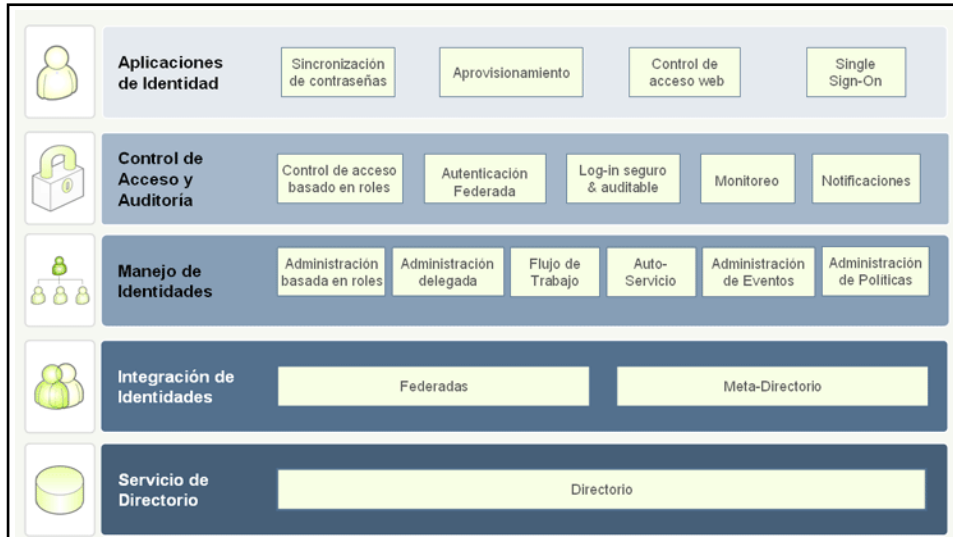 Aplicaciones
de Identidad
Sincronización
de contraseñas
Aprovisionamiento
Control de
acceso web
Single
Sign-On
Control de
Acceso y
Auditoría
Control de acceso
basado en roles
Autenticación
Federada
Log-in seguro
& auditable
Monitoreo
Notificaciones
Manejo de
Identidades
Administración
basada en roles
Administración
delegada
Flujo de
Trabajo
Auto-
Servicio
Administración
de Eventos
Administración
de Políticas
Integración de
Identidades
Federadas
Meta-Directorio
Servicio de
Directorio
Directorio